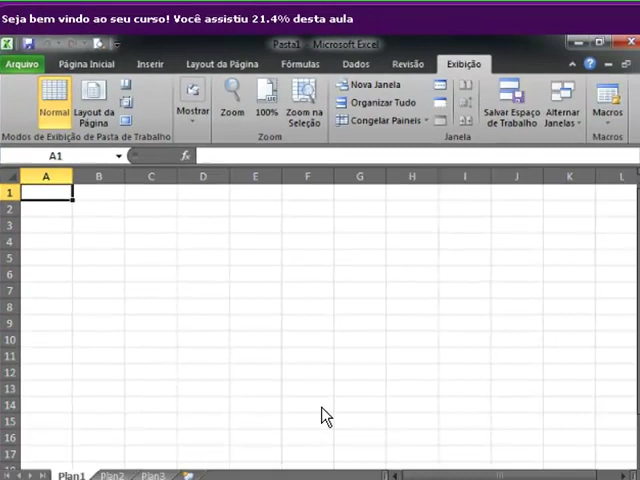 Seja bem vindo ao seu curso! Você assistiu 21.4% desta aula
Pasta1 - Microsoft Excel
Arquivo Página Inicial Inserir Layout da Página Fórmulas Dados Revisão Exibição
Normal Layout da Página
Mostrar
Zoom 100% Zoom na Seleção
Nova Janela
Organizar Tudo
Congelar Paineis
Salvar Espaço de Trabalho Alternar Janelas
Macros
Modos de Exibição de Pasta de Trabalho Zoom Janela Macros
A1 fx
A B C D E F G H I J K L
1
2
3
4
5
6
7
8
9
10
11
12
13
14
15
16
17
Plan1 Plan2 Plan3